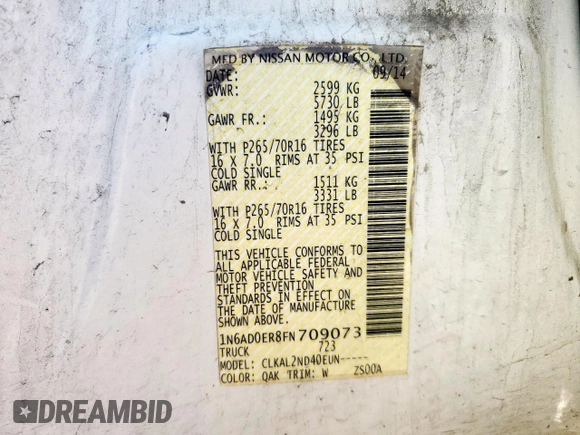 MFD BY NISSAN MOTOR CO., LTD.
DATE: 09/14
GVWR: 2599 KG
5730 LB
GAWR FR.: 1495 KG
3296 LB
WITH P265/70R16 TIRES
16 X 7.0 RIMS AT 35 PSI
COLD SINGLE
GAWR RR.: 1511 KG
3331 LB
WITH P265/70R16 TIRES
16 X 7.0 RIMS AT 35 PSI
COLD SINGLE
THIS VEHICLE CONFORMS TO
ALL APPLICABLE FEDERAL
MOTOR VEHICLE SAFETY AND
THEFT PREVENTION
STANDARDS IN EFFECT ON
THE DATE OF MANUFACTURE
SHOWN ABOVE.
1N6AD0ER8FN709073
TRUCK 723
MODEL: CLKAL2ND40EUN-----
COLOR: QAK TRIM: W ZS00A
DREAMBID